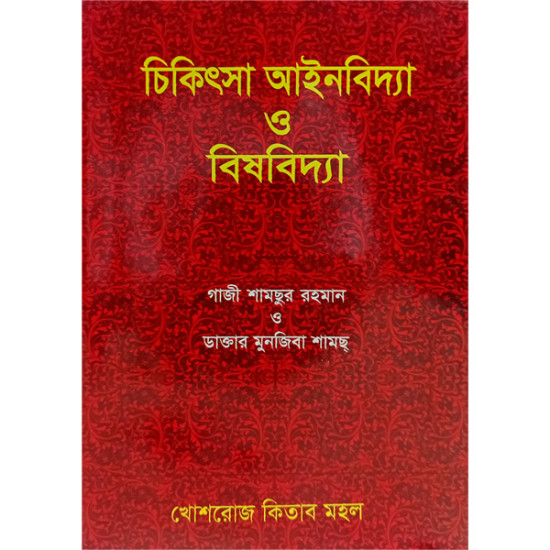 চিকিৎসা আইনবিদ্যা
ও
বিষবিদ্যা
গাজী শামছুর রহমান
ও
ডাক্তার মুনজিবা শামছ্
খোশরোজ কিতাব মহল